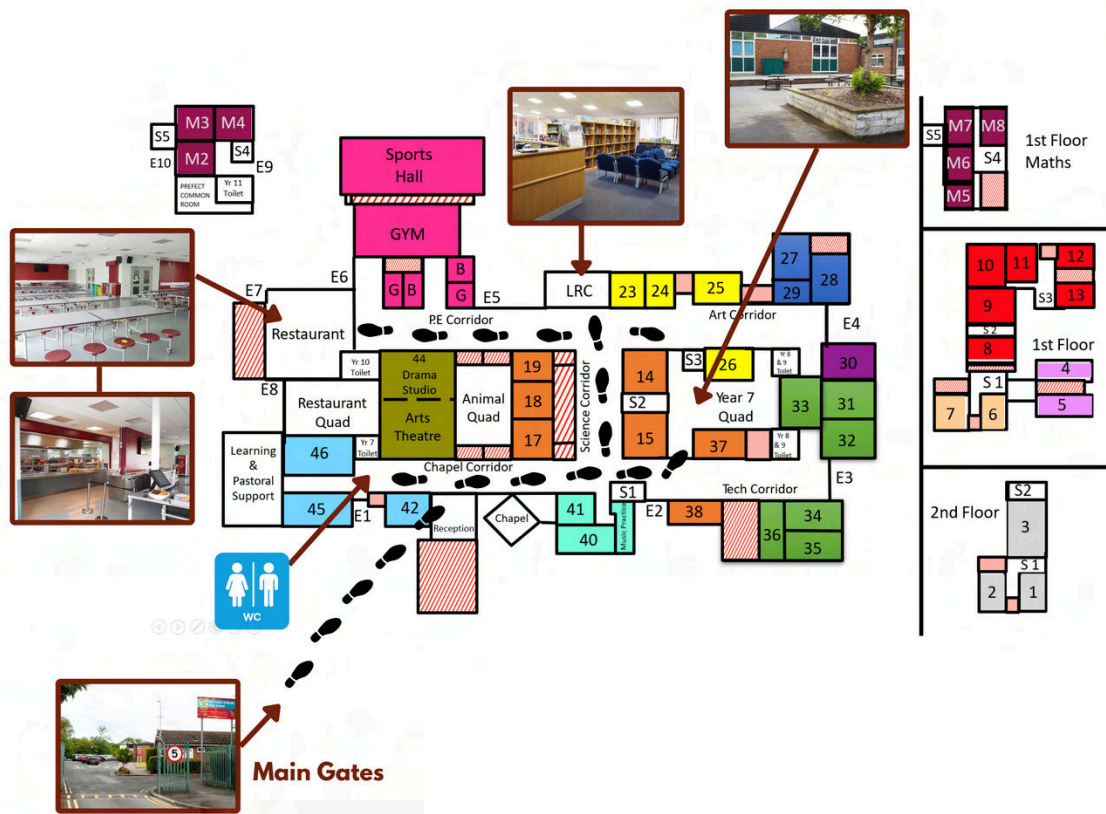 M3 M4
S5
M2
S4
E10
E9
PREFECT
COMMON
ROOM
Yr 11
Toilet
Sports
Hall
GYM
G B
B
G
E7
E6
E5
Restaurant
LRC
23 24
25
27
28
29
PE Corridor
Art Corridor
E4
E8
Yr 10
Toilet
44
Drama
Studio
Arts
Theatre
Animal
Quad
19
18
17
Science Corridor
14
S2
15
S3
26
Yr 8
& 9
Toilet
Year 7
Quad
30
33
31
32
37
Yr 8
& 9
Toilet
Restaurant
Quad
Learning
&
Pastoral
Support
46
Yr 7
Toilet
Chapel Corridor
45
E1
42
Reception
Chapel
41
40
S1
Music Practice
E2
38
Tech Corridor
E3
36
34
35
WC
5
Main Gates
S5
M7
M8
M6
S4
M5
1st Floor
Maths
10
11
12
13
9
S3
S 2
8
1st Floor
4
S 1
5
7
6
2nd Floor
S2
3
S 1
2
1